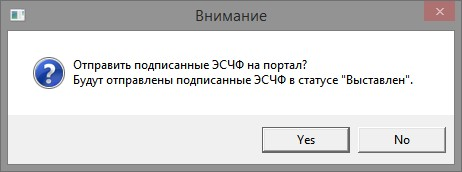 Внимание
Отправить подписанные ЭСЧФ на портал?
Будут отправлены подписанные ЭСЧФ в статусе "Выставлен".
Yes No